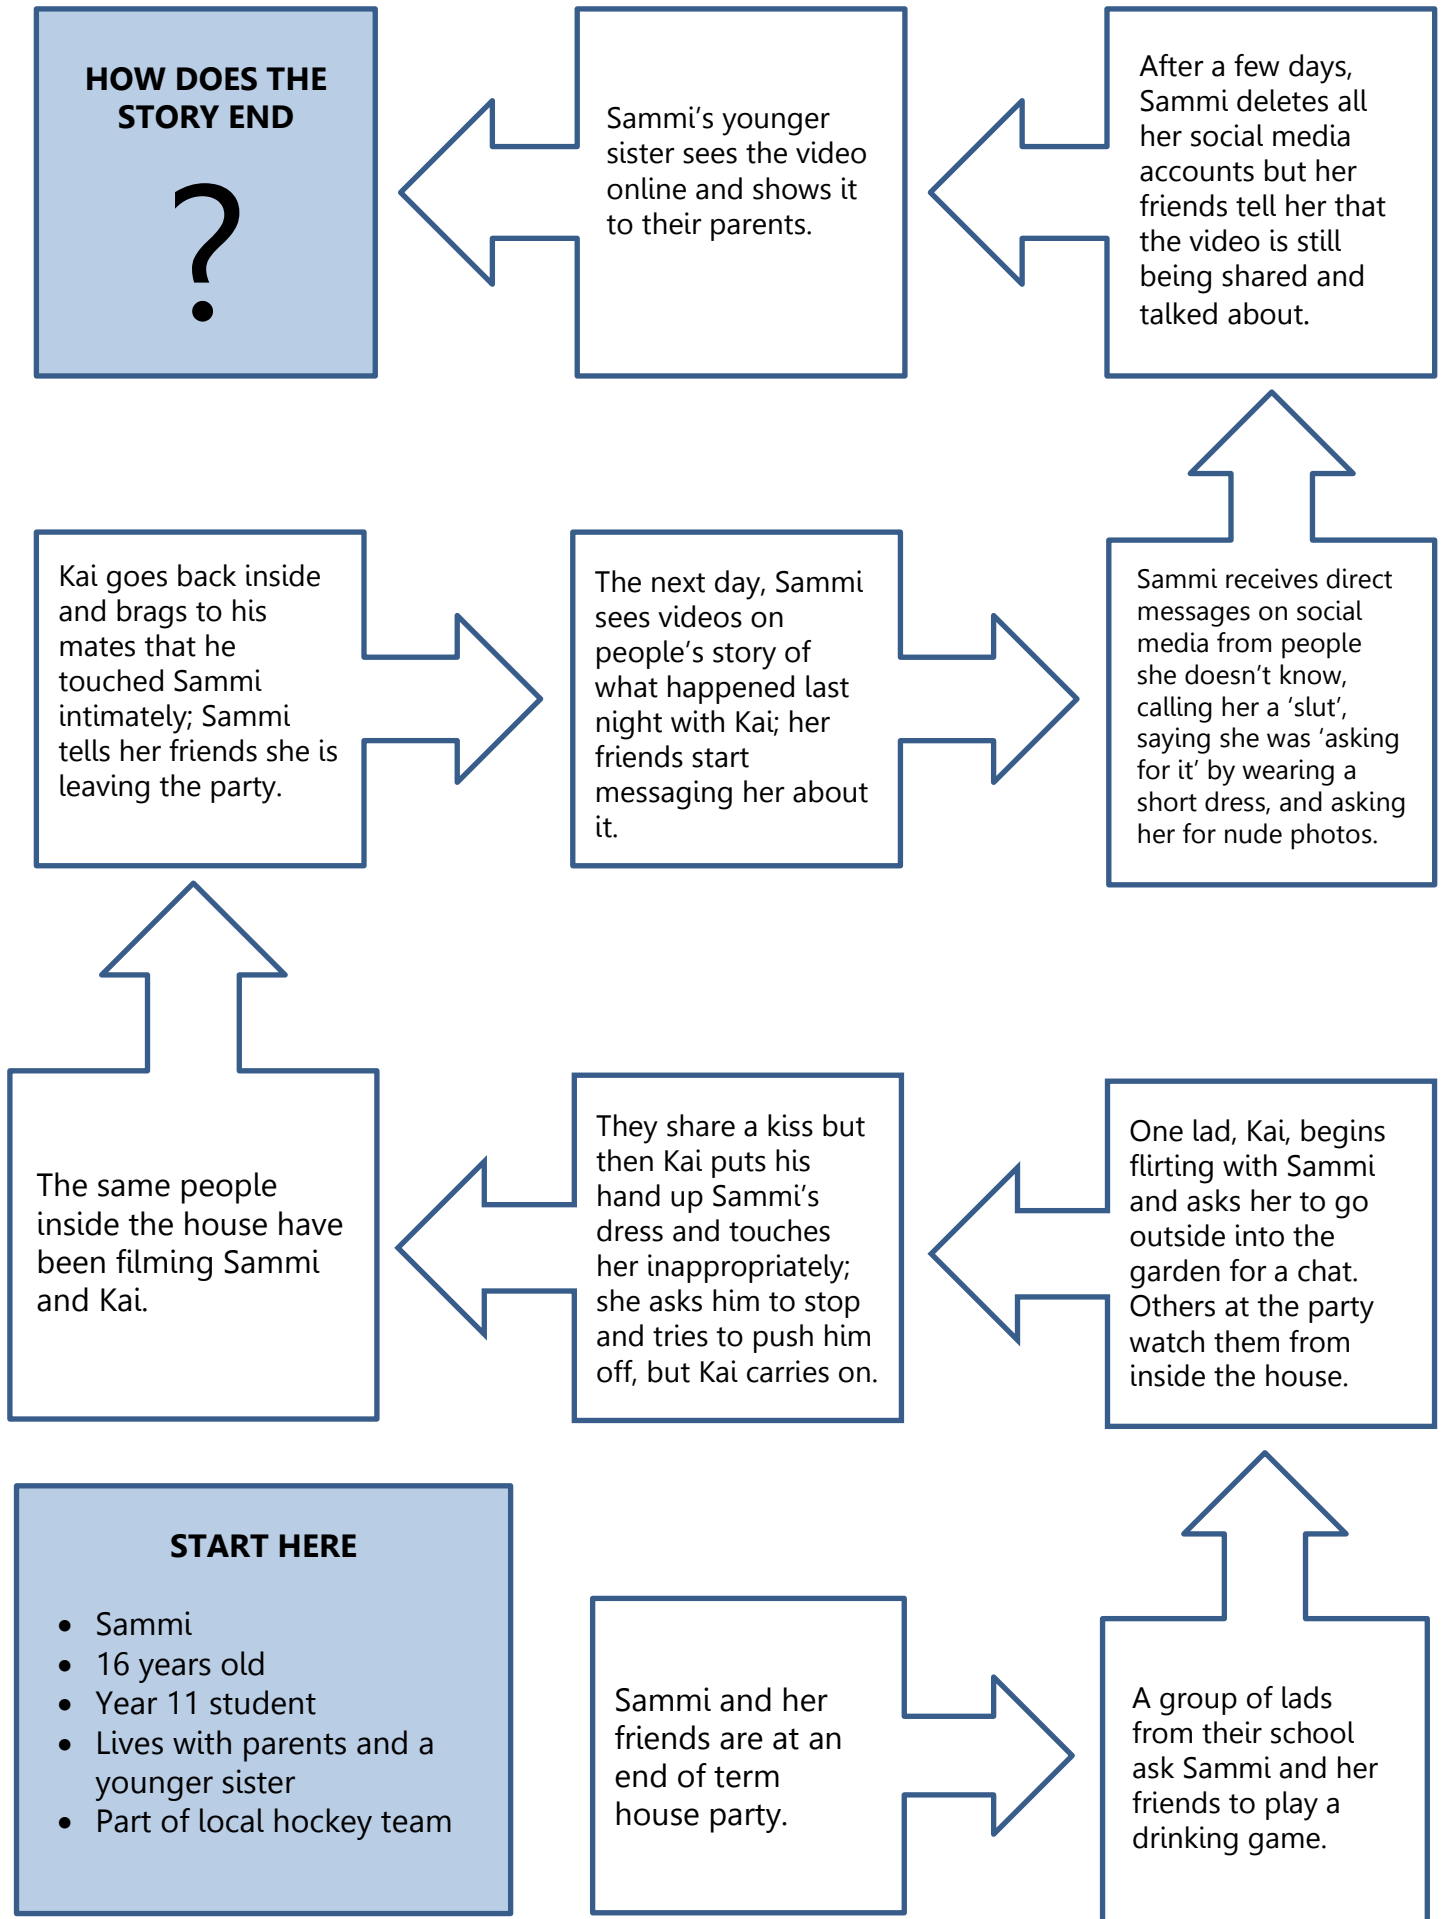 HOW DOES THE
STORY END
?
Sammi’s younger
sister sees the video
online and shows it
to their parents.
After a few days,
Sammi deletes all
her social media
accounts but her
friends tell her that
the video is still
being shared and
talked about.
Kai goes back inside
and brags to his
mates that he
touched Sammi
intimately; Sammi
tells her friends she is
leaving the party.
The next day, Sammi
sees videos on
people’s story of
what happened last
night with Kai; her
friends start
messaging her about
it.
Sammi receives direct
messages on social
media from people
she doesn’t know,
calling her a ‘slut’,
saying she was ‘asking
for it’ by wearing a
short dress, and asking
her for nude photos.
The same people
inside the house have
been filming Sammi
and Kai.
They share a kiss but
then Kai puts his
hand up Sammi’s
dress and touches
her inappropriately;
she asks him to stop
and tries to push him
off, but Kai carries on.
One lad, Kai, begins
flirting with Sammi
and asks her to go
outside into the
garden for a chat.
Others at the party
watch them from
inside the house.
START HERE
• Sammi
• 16 years old
• Year 11 student
• Lives with parents and a
younger sister
• Part of local hockey team
Sammi and her
friends are at an
end of term
house party.
A group of lads
from their school
ask Sammi and her
friends to play a
drinking game.